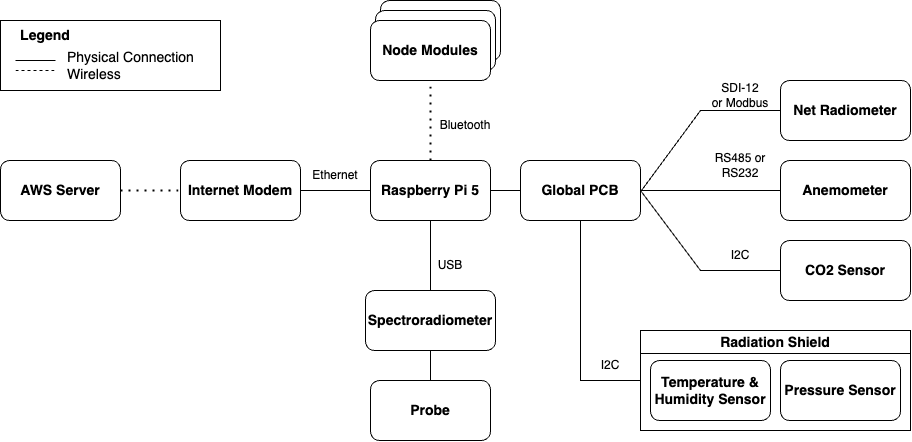 Legend
Physical Connection
Wireless
Node Modules
Bluetooth
SDI-12
or Modbus
Net Radiometer
AWS Server
Internet Modem
Ethernet
Raspberry Pi 5
Global PCB
RS485 or
RS232
Anemometer
USB
I2C
CO2 Sensor
Spectroradiometer
Probe
I2C
Radiation Shield
Temperature &
Humidity Sensor
Pressure Sensor